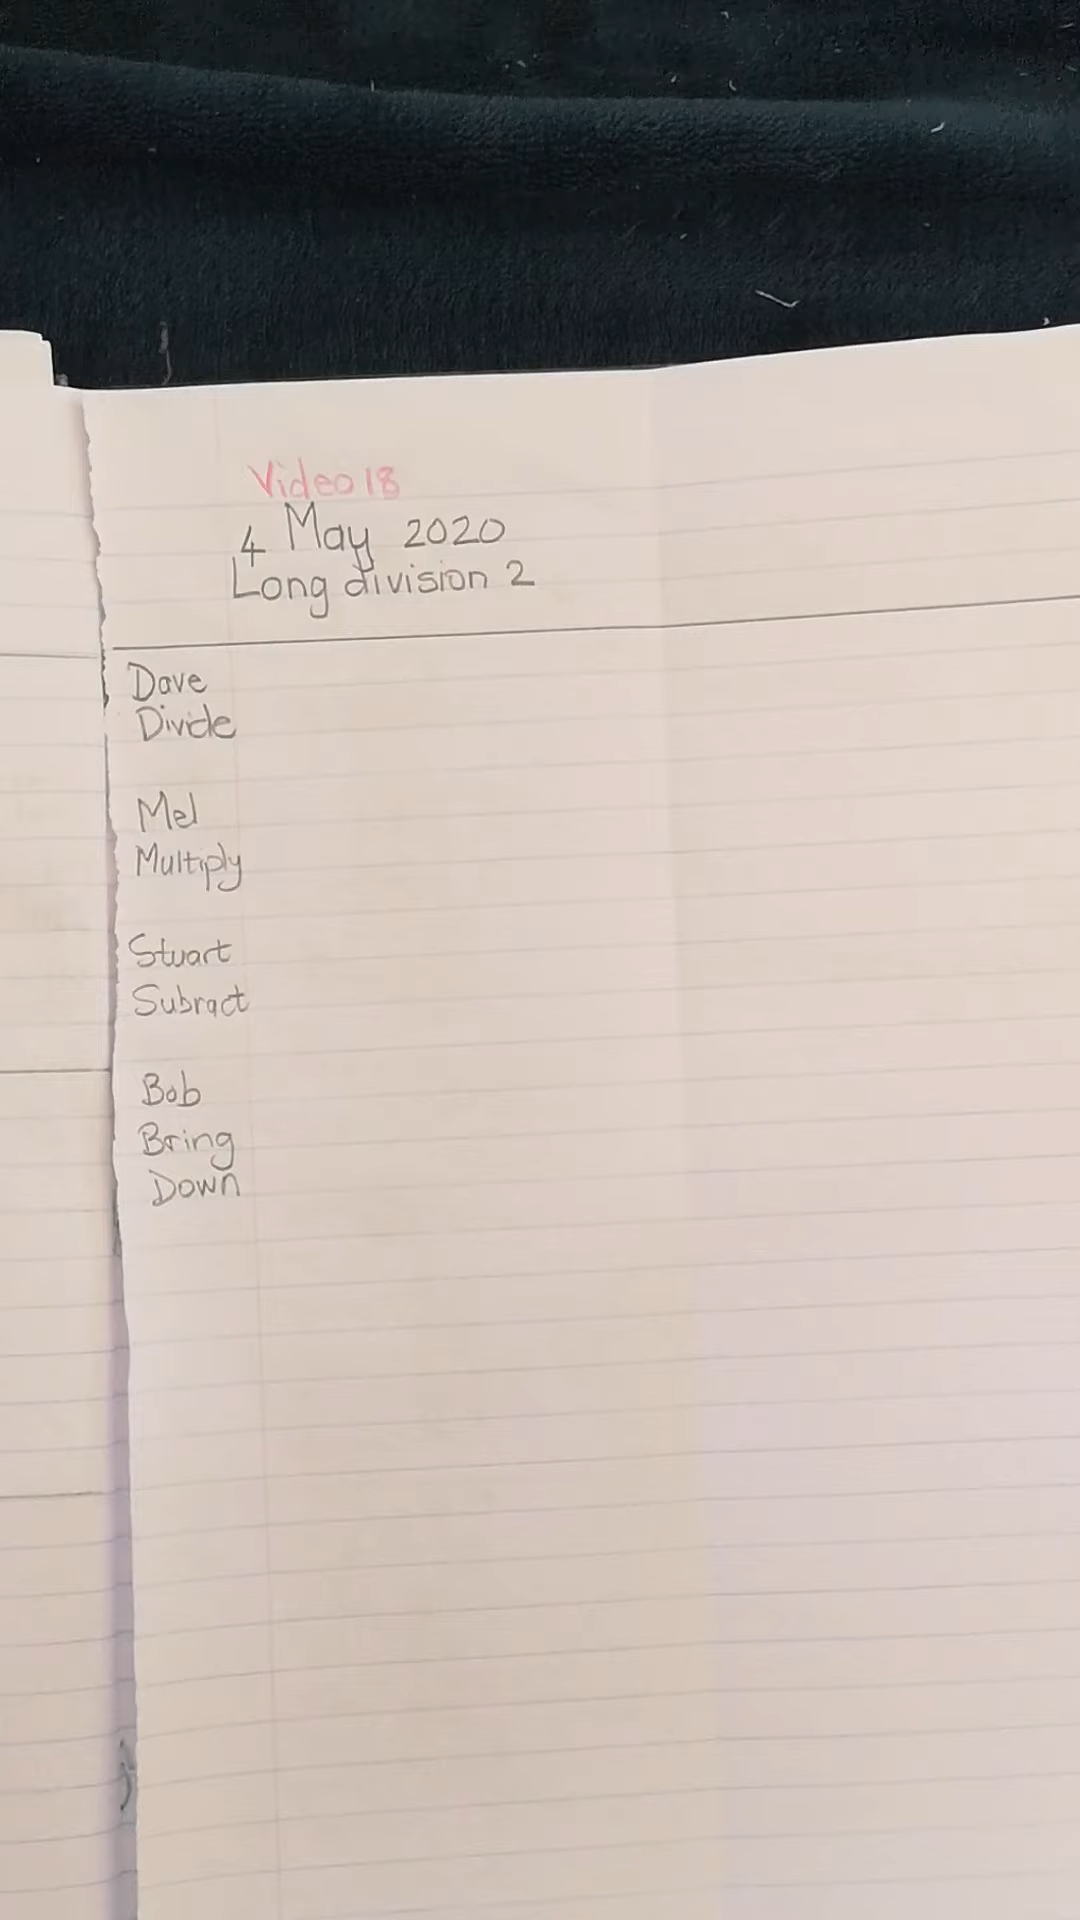 Video 18
4 May 2020
Long division 2
Dave
Divide
Mel
Multiply
Stuart
Subract
Bob
Bring
Down